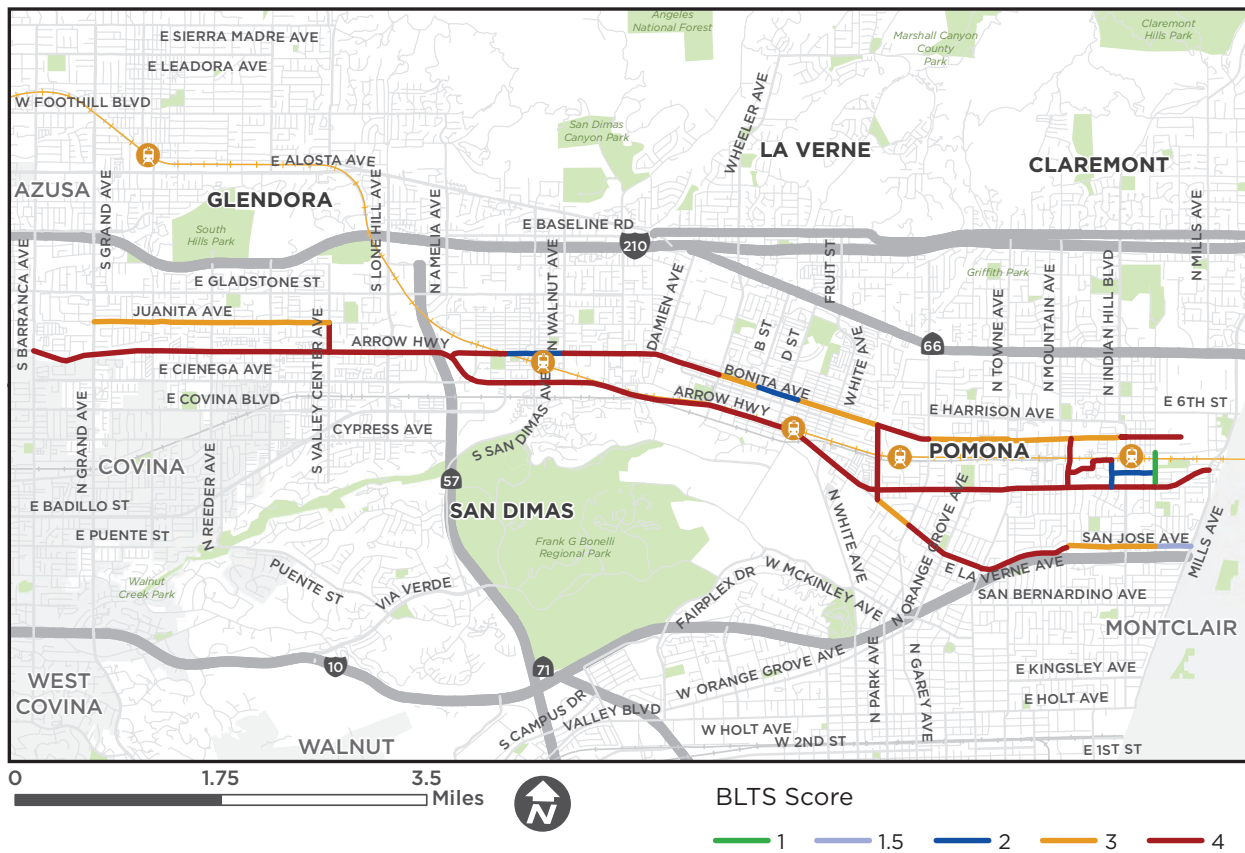 Angeles
National Forest
Claremont
Hills Park
E SIERRA MADRE AVE
Marshall Canyon
County
Park
E LEADORA AVE
W FOOTHILL BLVD
WHEELER AVE
San Dimas
Canyon Park
LA VERNE
E ALOSTA AVE
CLAREMONT
AZUSA
S GRAND AVE
GLENDORA
S LONE HILL AVE
N AMELIA AVE
N MILLS AVE
E BASELINE RD
South
Hills Park
210
S BARRANCA AVE
N WALNUT AVE
DAMIEN AVE
FRUIT ST
Griffith Park
N INDIAN HILL BLVD
E GLADSTONE ST
N TOWNE AVE
N MOUNTAIN AVE
JUANITA AVE
S VALLEY CENTER AVE
B ST
D ST
WHITE AVE
66
ARROW HWY
E CIENEGA AVE
BONITA AVE
ARROW HWY
E COVINA BLVD
E HARRISON AVE
E 6TH ST
CYPRESS AVE
S SAN DIMAS AVE
N GRAND AVE
COVINA
POMONA
57
E BADILLO ST
N REEDER AVE
SAN DIMAS
N WHITE AVE
N ORANGE GROVE AVE
E PUENTE ST
Frank G Bonelli
Regional Park
SAN JOSE AVE
MILLS AVE
Walnut
Creek Park
PUENTE ST
VIA VERDE
FAIRPLEX DR
W MCKINLEY AVE
E LA VERNE AVE
SAN BERNARDINO AVE
MONTCLAIR
10
71
W ORANGE GROVE AVE
N PARK AVE
N GAREY AVE
E KINGSLEY AVE
WEST
COVINA
S CAMPUS DR
VALLEY BLVD
E HOLT AVE
W HOLT AVE
WALNUT
W 2ND ST
E 1ST ST
0
1.75
3.5
Miles
N
BLTS Score
1
1.5
2
3
4